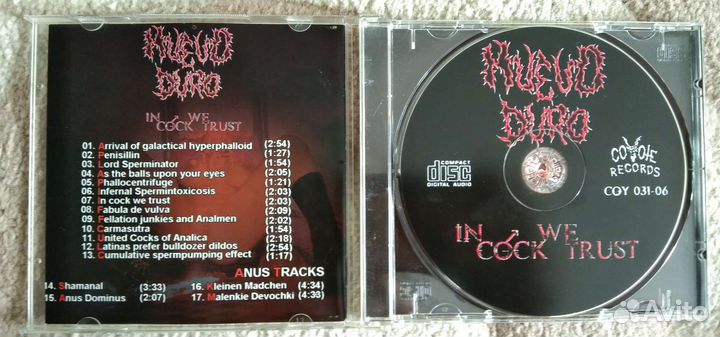 MUEVO
DURO
IN ♂ WE
COCK TRUST
01. Arrival of galactical hyperphalloid (2:54)
02. Penisillin (1:27)
03. Lord Sperminator (1:54)
04. As the balls upon your eyes (2:05)
05. Phallocentrifuge (1:21)
06. Infernal Spermintoxicosis (2:03)
07. In cock we trust (2:03)
08. Fabula de vulva (2:09)
09. Fellation junkies and Analmen (2:02)
10. Carmasutra (1:54)
11. United Cocks of Analica (2:18)
12. Latinas prefer bulldozer dildos (2:54)
13. Cumulative spermpumping effect (1:17)
ANUS TRACKS
14. Shamanal (3:33)
15. Anus Dominus (2:07)
16. Kleinen Madchen (4:34)
17. Malenkie Devochki (4:33)
MUEVO
DURO
COMPACT
disc
DIGITAL AUDIO
COYOTE
RECORDS
COY 031-06
IN ♂ WE
COCK TRUST
Avito